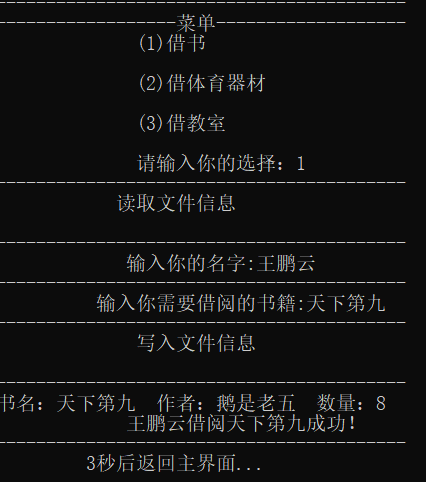 --------------------菜单--------------------
(1)借书
(2)借体育器材
(3)借教室
请输入你的选择: 1
读取文件信息
输入你的名字:王鹏云
输入你需要借阅的书籍:天下第九
写入文件信息
书名: 天下第九 作者: 鹅是老五 数量: 8
王鹏云借阅天下第九成功!
3秒后返回主界面...